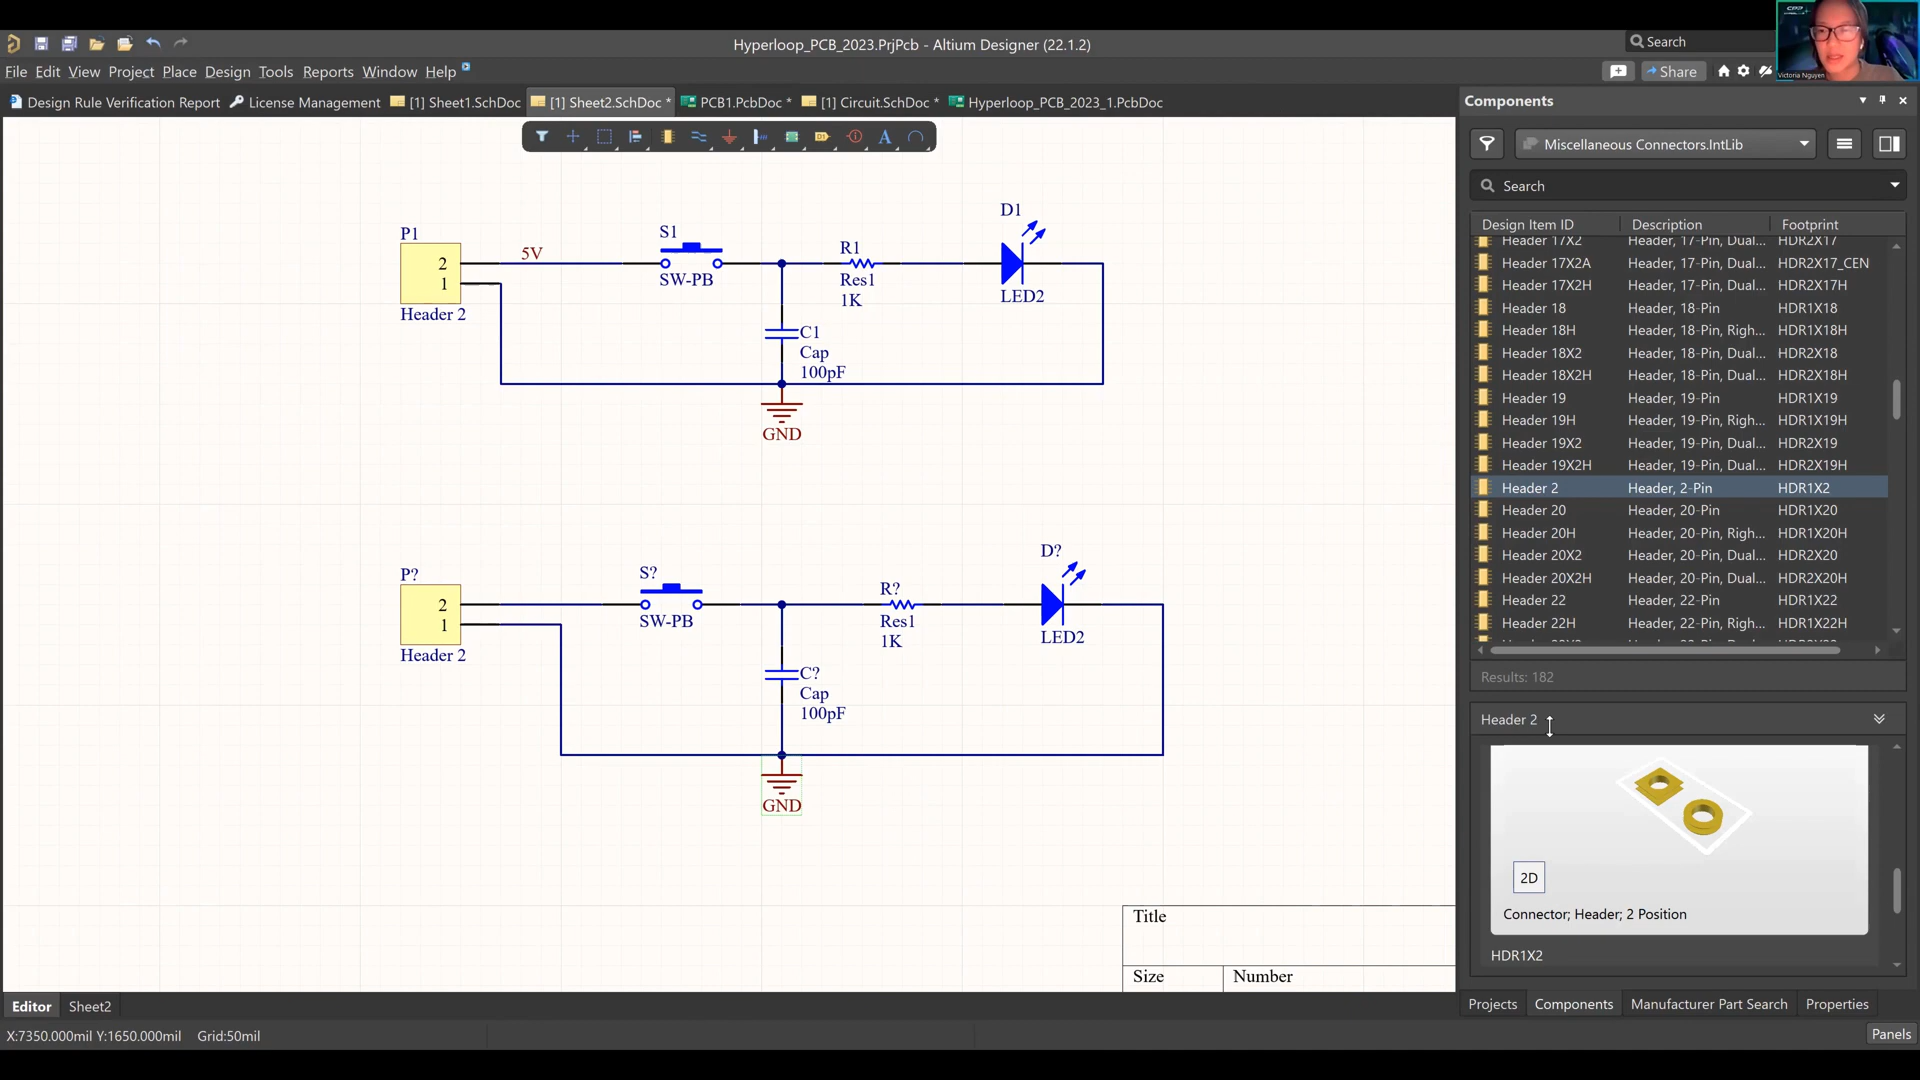 Hyperloop_PCB_2023.PrjPcb - Altium Designer (22.1.2)
Search
CPP
Victoria Nguyen
File Edit View Project Place Design Tools Reports Window Help
Share
Design Rule Verification Report
License Management
[1] Sheet1.SchDoc
[1] Sheet2.SchDoc *
PCB1.PcbDoc *
[1] Circuit.SchDoc *
Hyperloop_PCB_2023_1.PcbDoc
P1
2
1
Header 2
5V
S1
SW-PB
R1
Res1
1K
D1
LED2
C1
Cap
100pF
GND
P?
2
1
Header 2
S?
SW-PB
R?
Res1
1K
D?
LED2
C?
Cap
100pF
GND
Title
Size Number
Editor Sheet2
X:7350.000mil Y:1650.000mil Grid:50mil
Components
Miscellaneous Connectors.IntLib
Search
Design Item ID Description Footprint
Header 17X2 Header, 17-Pin, Dual... HDR2X17
Header 17X2A Header, 17-Pin, Dual... HDR2X17_CEN
Header 17X2H Header, 17-Pin, Dual... HDR2X17H
Header 18 Header, 18-Pin HDR1X18
Header 18H Header, 18-Pin, Righ... HDR1X18H
Header 18X2 Header, 18-Pin, Dual... HDR2X18
Header 18X2H Header, 18-Pin, Dual... HDR2X18H
Header 19 Header, 19-Pin HDR1X19
Header 19H Header, 19-Pin, Righ... HDR1X19H
Header 19X2 Header, 19-Pin, Dual... HDR2X19
Header 19X2H Header, 19-Pin, Dual... HDR2X19H
Header 2 Header, 2-Pin HDR1X2
Header 20 Header, 20-Pin HDR1X20
Header 20H Header, 20-Pin, Righ... HDR1X20H
Header 20X2 Header, 20-Pin, Dual... HDR2X20
Header 20X2H Header, 20-Pin, Dual... HDR2X20H
Header 22 Header, 22-Pin HDR1X22
Header 22H Header, 22-Pin, Righ... HDR1X22H
Results: 182
Header 2
2D
Connector; Header; 2 Position
HDR1X2
Projects Components Manufacturer Part Search Properties
Panels